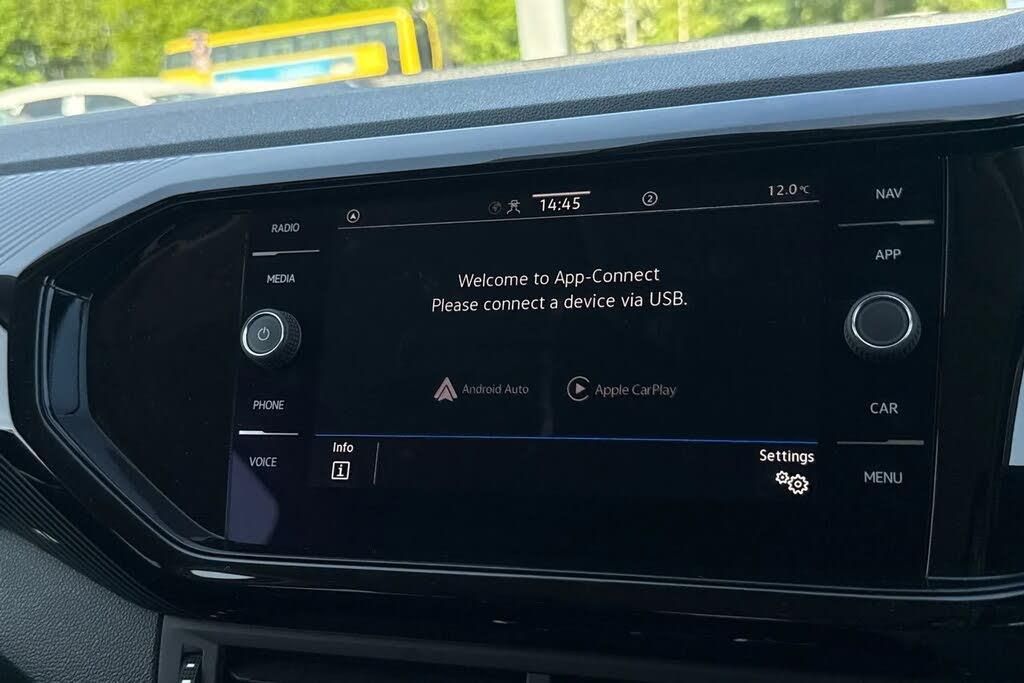 14:45
2
12.0°C
RADIO
MEDIA
PHONE
VOICE
Welcome to App-Connect
Please connect a device via USB.
Android Auto
Apple CarPlay
Info
i
Settings
NAV
APP
CAR
MENU